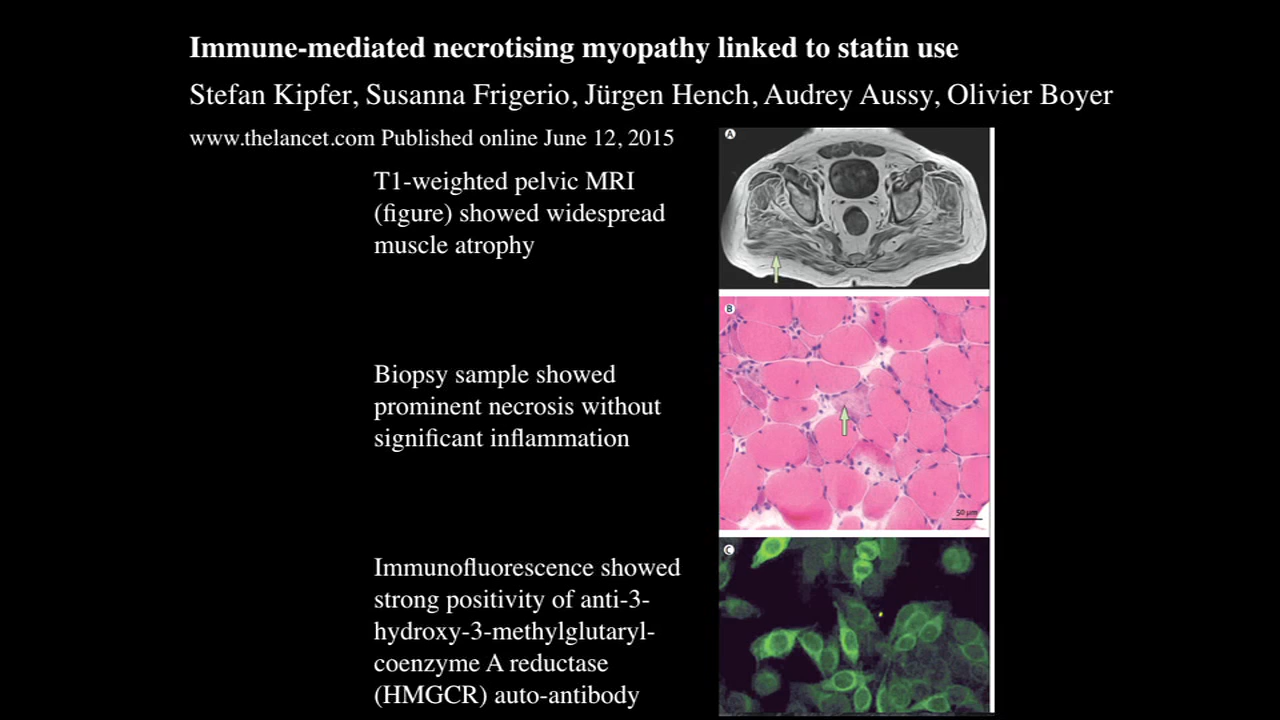 Immune-mediated necrotising myopathy linked to statin use
Stefan Kipfer, Susanna Frigerio, Jürgen Hench, Audrey Aussy, Olivier Boyer
www.thelancet.com Published online June 12, 2015
T1-weighted pelvic MRI
(figure) showed widespread
muscle atrophy
A
Biopsy sample showed
prominent necrosis without
significant inflammation
B
50 μm
Immunofluorescence showed
strong positivity of anti-3-
hydroxy-3-methylglutaryl-
coenzyme A reductase
(HMGCR) auto-antibody
C